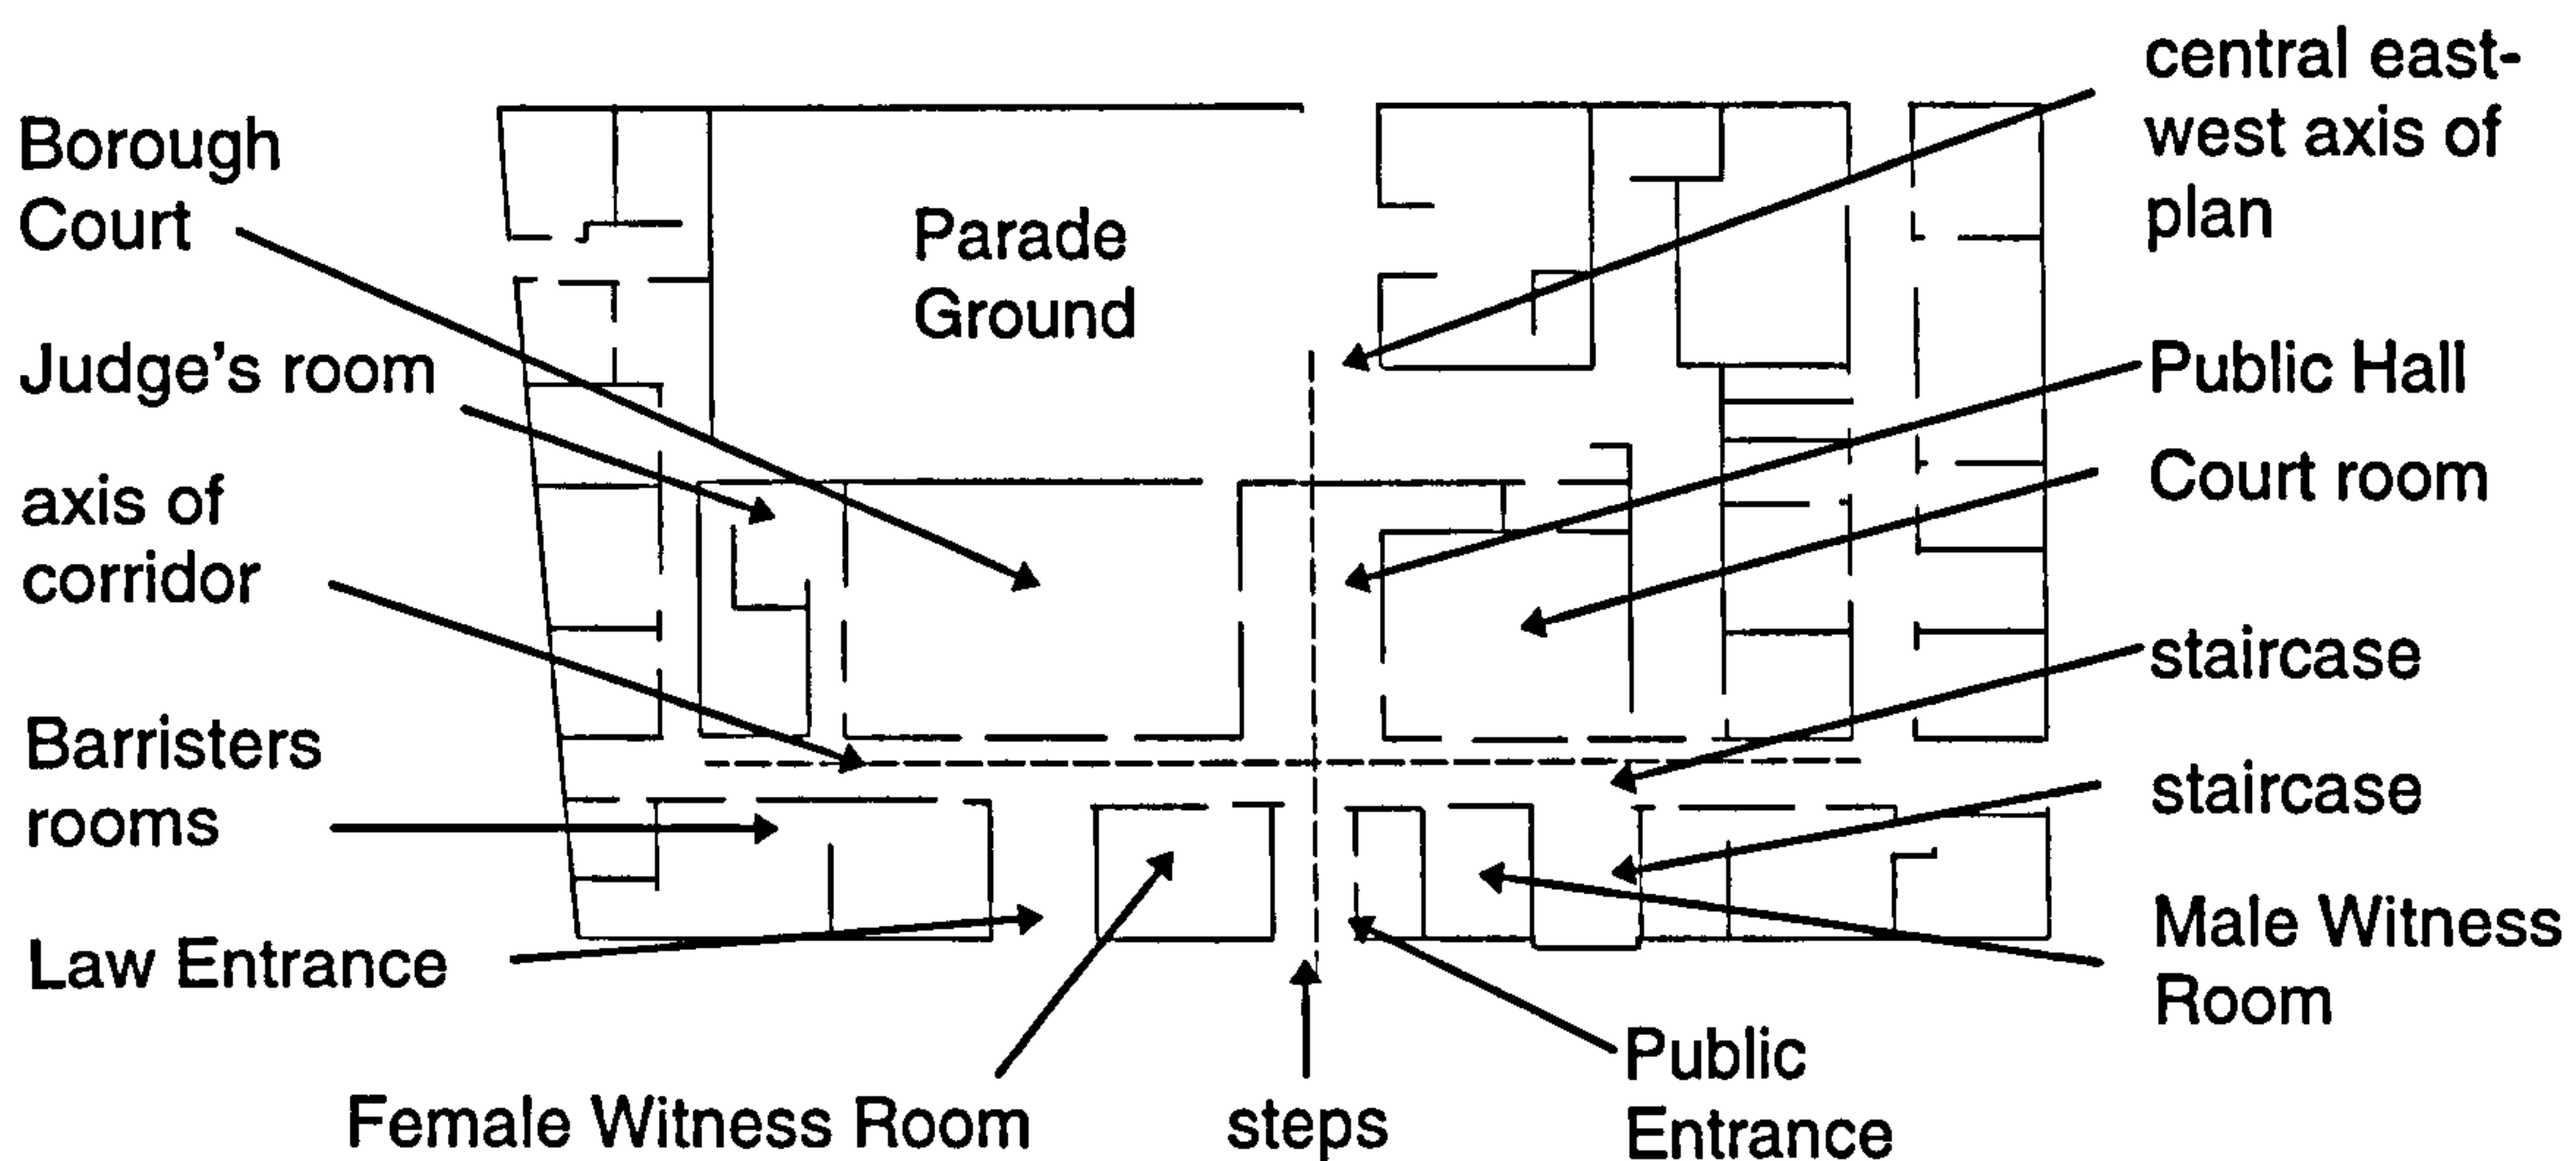 Borough
Court
Judge's room
axis of
corridor
Barristers
rooms
Law Entrance
Female Witness Room
steps
Parade
Ground
central east-
west axis of
plan
Public Hall
Court room
staircase
staircase
Male Witness
Room
Public
Entrance